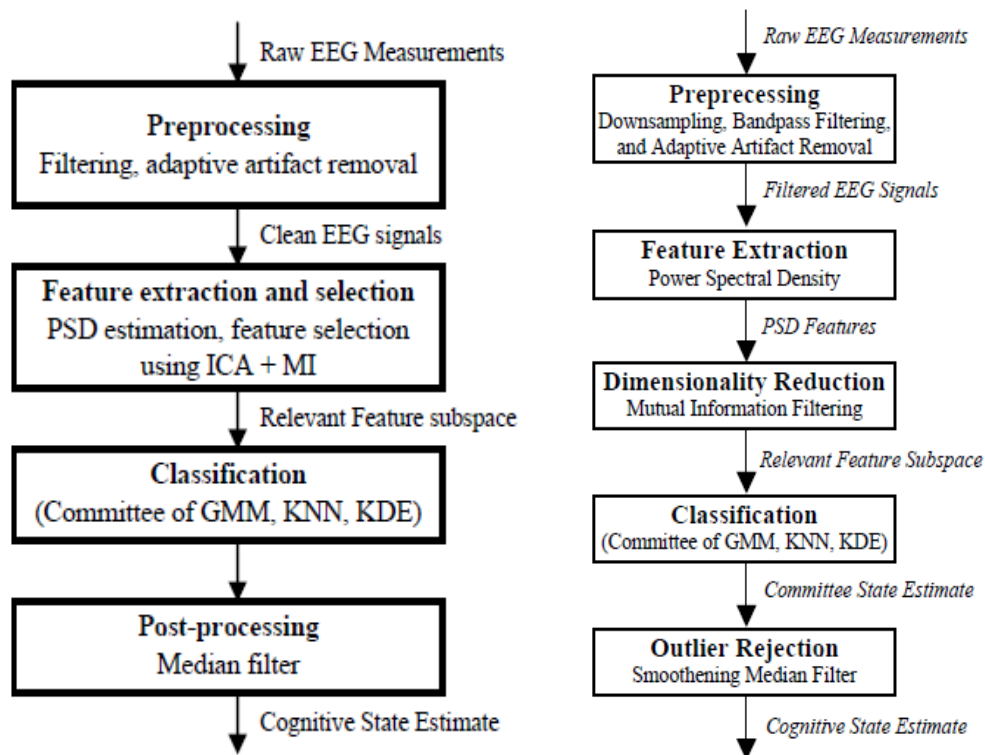 Raw EEG Measurements
Preprocessing
Filtering, adaptive artifact removal
Clean EEG signals
Feature extraction and selection
PSD estimation, feature selection
using ICA + MI
Relevant Feature subspace
Classification
(Committee of GMM, KNN, KDE)
Post-processing
Median filter
Cognitive State Estimate
Raw EEG Measurements
Preprecessing
Downsampling, Bandpass Filtering,
and Adaptive Artifact Removal
Filtered EEG Signals
Feature Extraction
Power Spectral Density
PSD Features
Dimensionality Reduction
Mutual Information Filtering
Relevant Feature Subspace
Classification
(Committee of GMM, KNN, KDE)
Committee State Estimate
Outlier Rejection
Smoothening Median Filter
Cognitive State Estimate